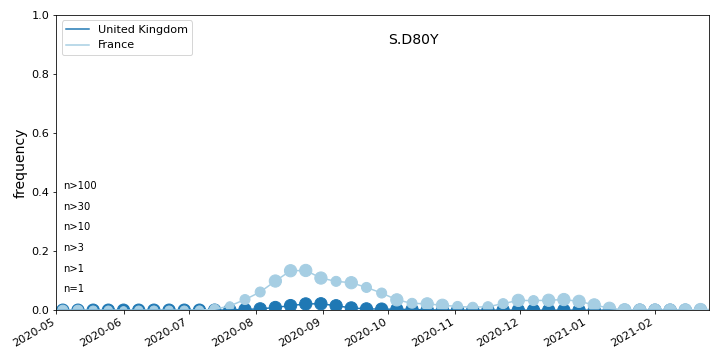 S.D80Y
United Kingdom
France
frequency
1.0
0.8
0.6
0.4
0.2
0.0
n>100
n>30
n>10
n>3
n>1
n=1
2020-05
2020-06
2020-07
2020-08
2020-09
2020-10
2020-11
2020-12
2021-01
2021-02